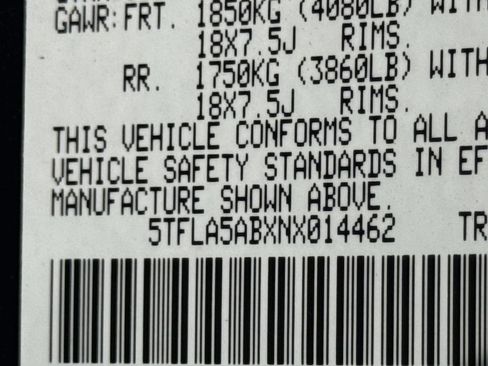 GAWR: FRT. 1850KG (4080LB) WITH
18X7.5J RIMS.
RR. 1750KG (3860LB) WITH
18X7.5J RIMS.
THIS VEHICLE CONFORMS TO ALL A
VEHICLE SAFETY STANDARDS IN EF
MANUFACTURE SHOWN ABOVE.
5TFLA5ABXNX014462 TR